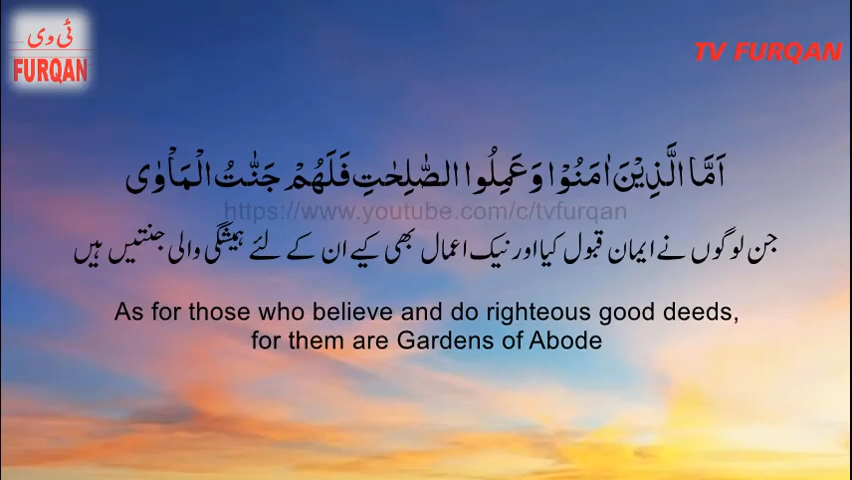 ٹی وی
FURQAN
TV FURQAN
اَمَّا الَّذِيْنَ اٰمَنُوْا وَعَمِلُوا الصّٰلِحٰتِ فَلَهُمْ جَنّٰتُ الْمَاْوٰى
https://www.youtube.com/c/tvfurqan
جن لوگوں نے ایمان قبول کیا اور نیک اعمال بھی کیے ان کے لئے ہمیشگی والی جنتیں ہیں
As for those who believe and do righteous good deeds,
for them are Gardens of Abode